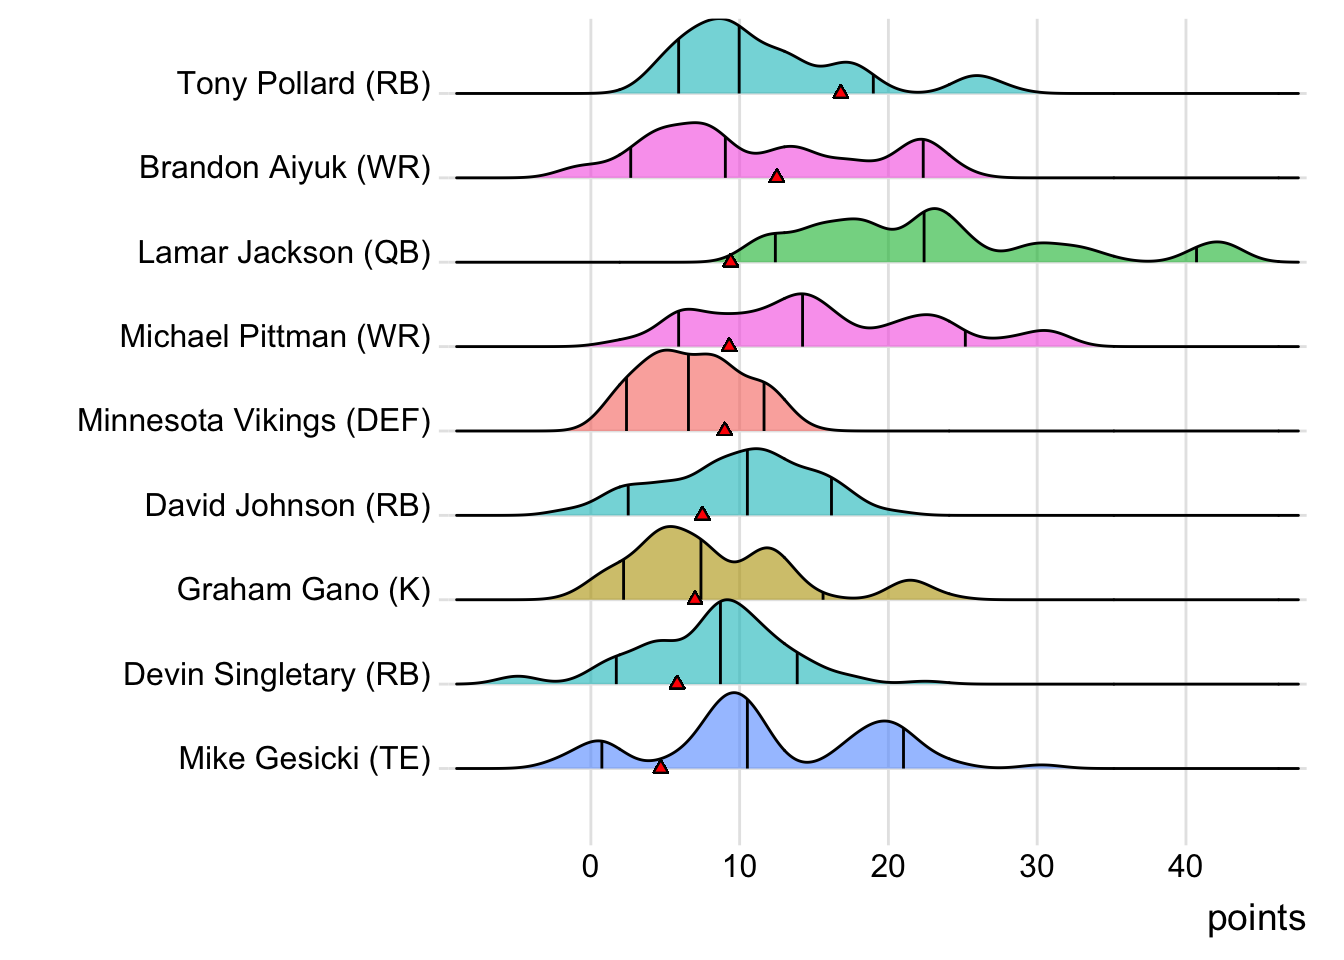 Tony Pollard (RB)
Brandon Aiyuk (WR)
Lamar Jackson (QB)
Michael Pittman (WR)
Minnesota Vikings (DEF)
David Johnson (RB)
Graham Gano (K)
Devin Singletary (RB)
Mike Gesicki (TE)
0 10 20 30 40
points